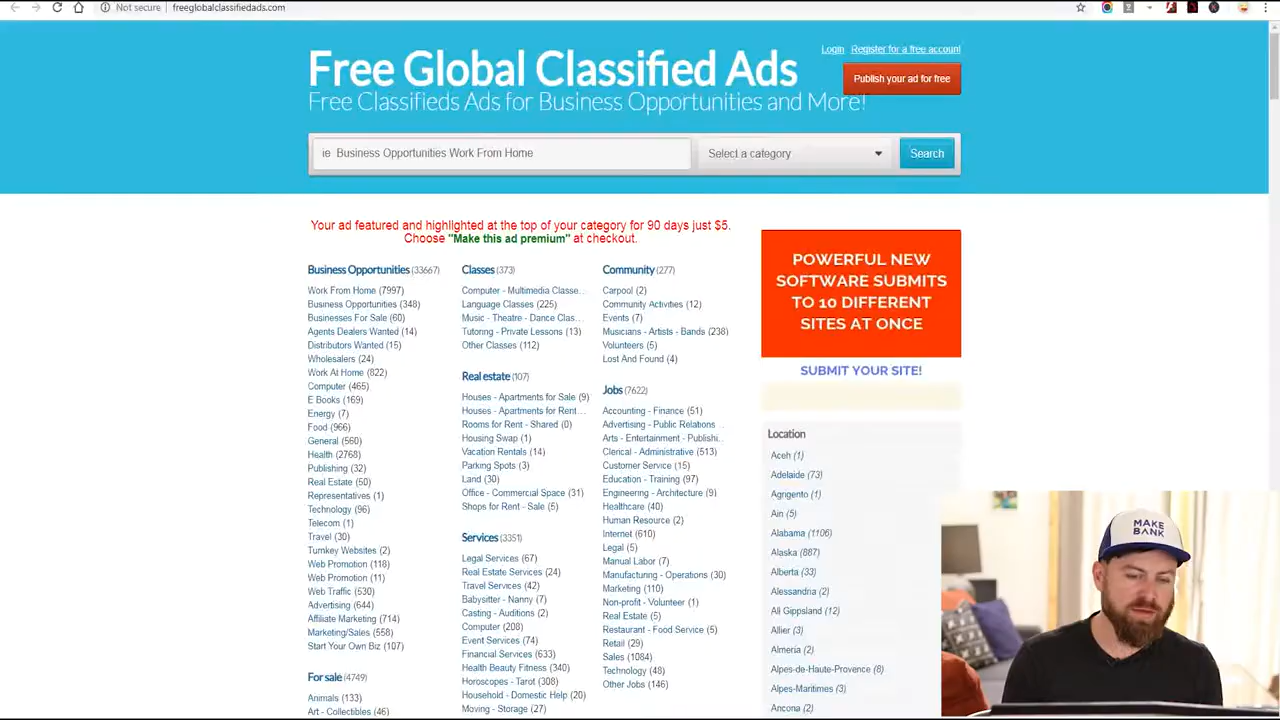 Not secure
freeglobalclassifiedads.com
Login Register for a free account
Free Global Classified Ads
Publish your ad for free
Free Classifieds Ads for Business Opportunities and More!
ie Business Opportunities Work From Home
Select a category
Search
Your ad featured and highlighted at the top of your category for 90 days just $5.
Choose "Make this ad premium" at checkout.
Business Opportunities (33667)
Work From Home (7997)
Business Opportunities (348)
Businesses For Sale (60)
Agents Dealers Wanted (14)
Distributors Wanted (15)
Wholesalers (24)
Work At Home (822)
Computer (465)
E Books (169)
Energy (7)
Food (966)
General (560)
Health (2768)
Publishing (32)
Real Estate (50)
Representatives (1)
Technology (96)
Telecom (1)
Travel (30)
Turnkey Websites (2)
Web Promotion (118)
Web Promotion (11)
Web Traffic (530)
Advertising (644)
Affiliate Marketing (714)
Marketing/Sales (558)
Start Your Own Biz (107)
For sale (4749)
Animals (133)
Art - Collectibles (46)
Classes (373)
Computer - Multimedia Classe...
Language Classes (225)
Music - Theatre - Dance Clas...
Tutoring - Private Lessons (13)
Other Classes (112)
Real estate (107)
Houses - Apartments for Sale (9)
Houses - Apartments for Rent...
Rooms for Rent - Shared (0)
Housing Swap (1)
Vacation Rentals (14)
Parking Spots (3)
Land (30)
Office - Commercial Space (31)
Shops for Rent - Sale (5)
Services (3351)
Legal Services (67)
Real Estate Services (24)
Travel Services (42)
Babysitter - Nanny (7)
Casting - Auditions (2)
Computer (208)
Event Services (74)
Financial Services (633)
Health Beauty Fitness (340)
Horoscopes - Tarot (308)
Household - Domestic Help (20)
Moving - Storage (27)
Community (277)
Carpool (2)
Community Activities (12)
Events (7)
Musicians - Artists - Bands (238)
Volunteers (5)
Lost And Found (4)
Jobs (7622)
Accounting - Finance (51)
Advertising - Public Relations ...
Arts - Entertainment - Publishi...
Clerical - Administrative (513)
Customer Service (15)
Education - Training (97)
Engineering - Architecture (9)
Healthcare (40)
Human Resource (2)
Internet (610)
Legal (5)
Manual Labor (7)
Manufacturing - Operations (30)
Marketing (110)
Non-profit - Volunteer (1)
Real Estate (5)
Restaurant - Food Service (5)
Retail (29)
Sales (1084)
Technology (48)
Other Jobs (146)
POWERFUL NEW
SOFTWARE SUBMITS
TO 10 DIFFERENT
SITES AT ONCE
SUBMIT YOUR SITE!
Location
Aceh (1)
Adelaide (73)
Agrigento (1)
Ain (5)
Alabama (1106)
Alaska (887)
Alberta (33)
Alessandria (2)
All Gippsland (12)
Allier (3)
Almeria (2)
Alpes-de-Haute-Provence (8)
Alpes-Maritimes (3)
Ancona (2)
MAKE
BANK